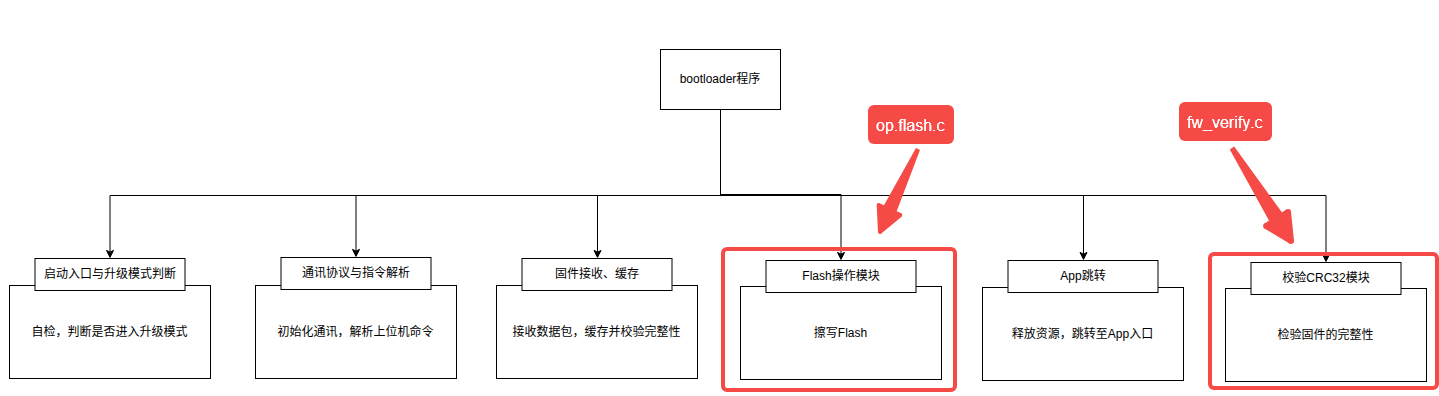 bootloader程序
op.flash.c
fw_verify.c
启动入口与升级模式判断
自检，判断是否进入升级模式
通讯协议与指令解析
初始化通讯，解析上位机命令
固件接收、缓存
接收数据包，缓存并校验完整性
Flash操作模块
擦写Flash
App跳转
释放资源，跳转至App入口
校验CRC32模块
检验固件的完整性